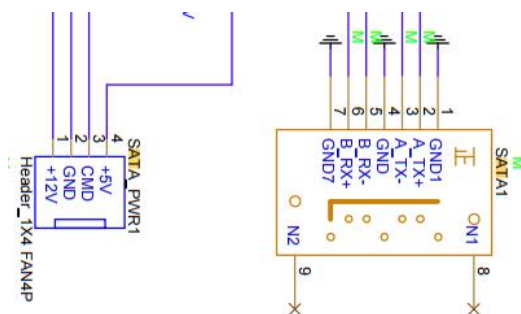 1
2
3
4
+12V
GND
CMD
+5V
SATA_PWR1
Header_1X4 FAN4P
M
M
M
M
7
6
5
4
3
2
1
GND7
B_RX+
B_RX-
GND
A_TX-
A_TX+
GND1
正
SATA1
M
N2
N1
9
8